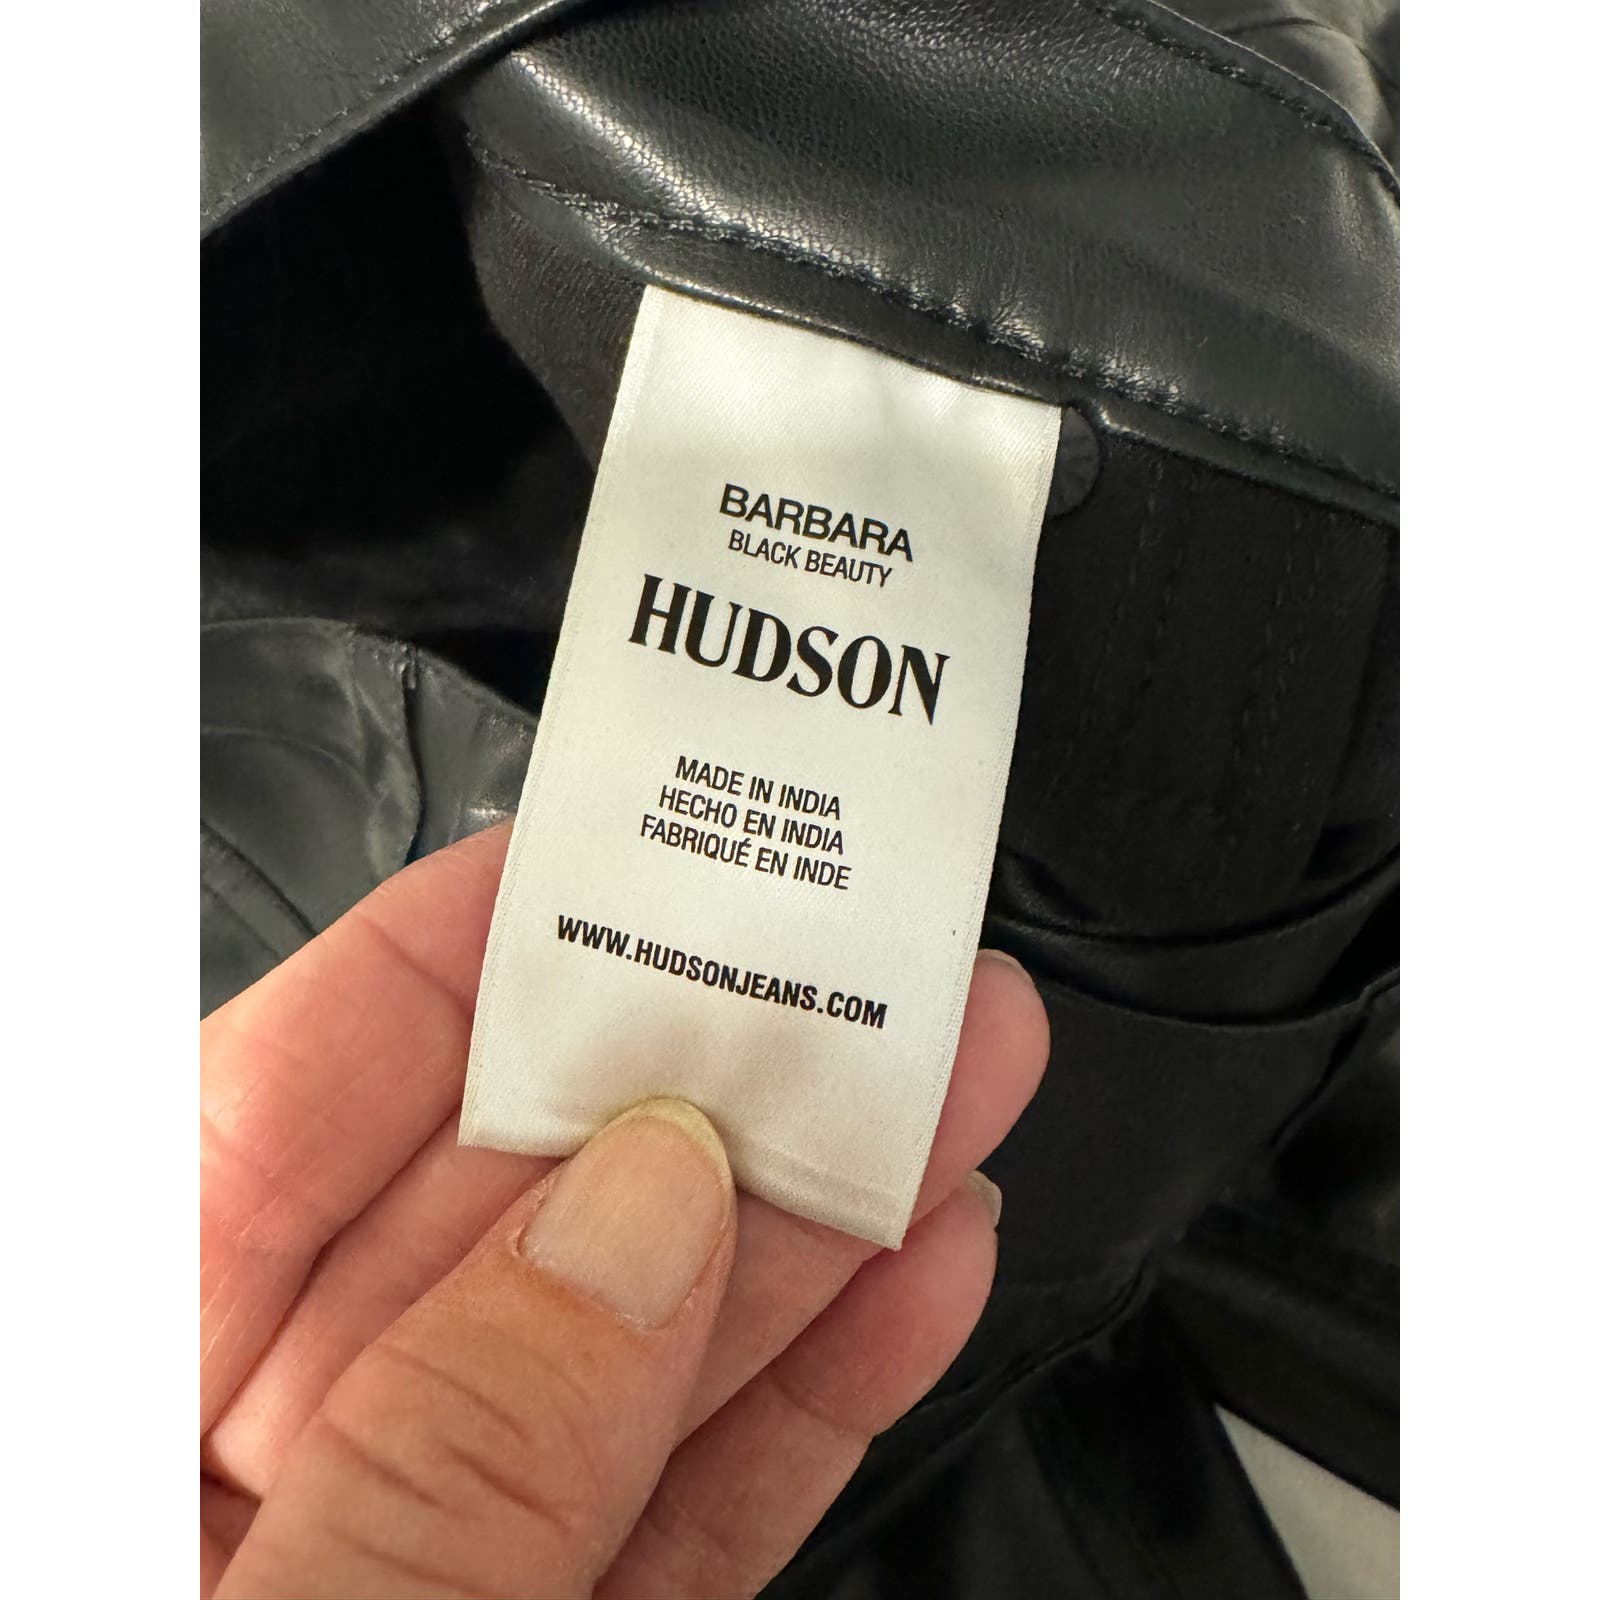 BARBARA
BLACK BEAUTY
HUDSON
MADE IN INDIA
HECHO EN INDIA
FABRIQUÉ EN INDE
WWW.HUDSONJEANS.COM